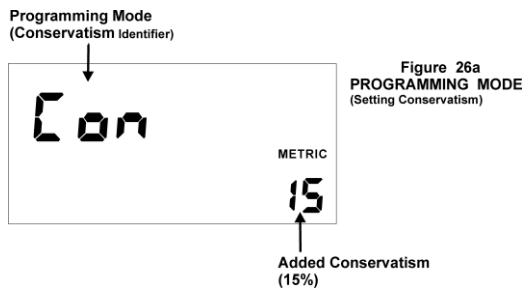 Programming Mode
(Conservatism Identifier)
Figure 26a
PROGRAMMING MODE
(Setting Conservatism)
Con
METRIC
15
Added Conservatism
(15%)